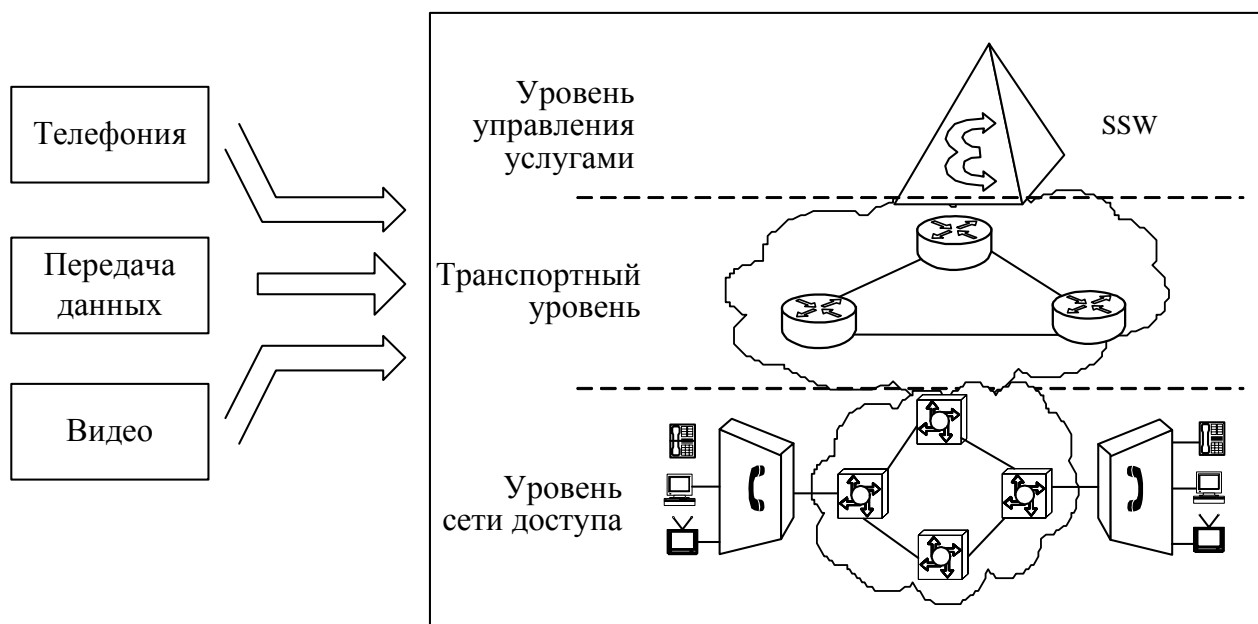 Телефония
Передача
данных
Видео
Уровень
управления
услугами
SSW
Транспортный
уровень
Уровень
сети доступа